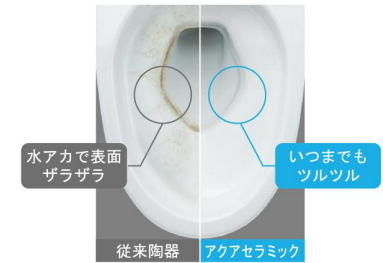 水アカで表面
ザラザラ
いつまでも
ツルツル
従来陶器
アクアセラミック